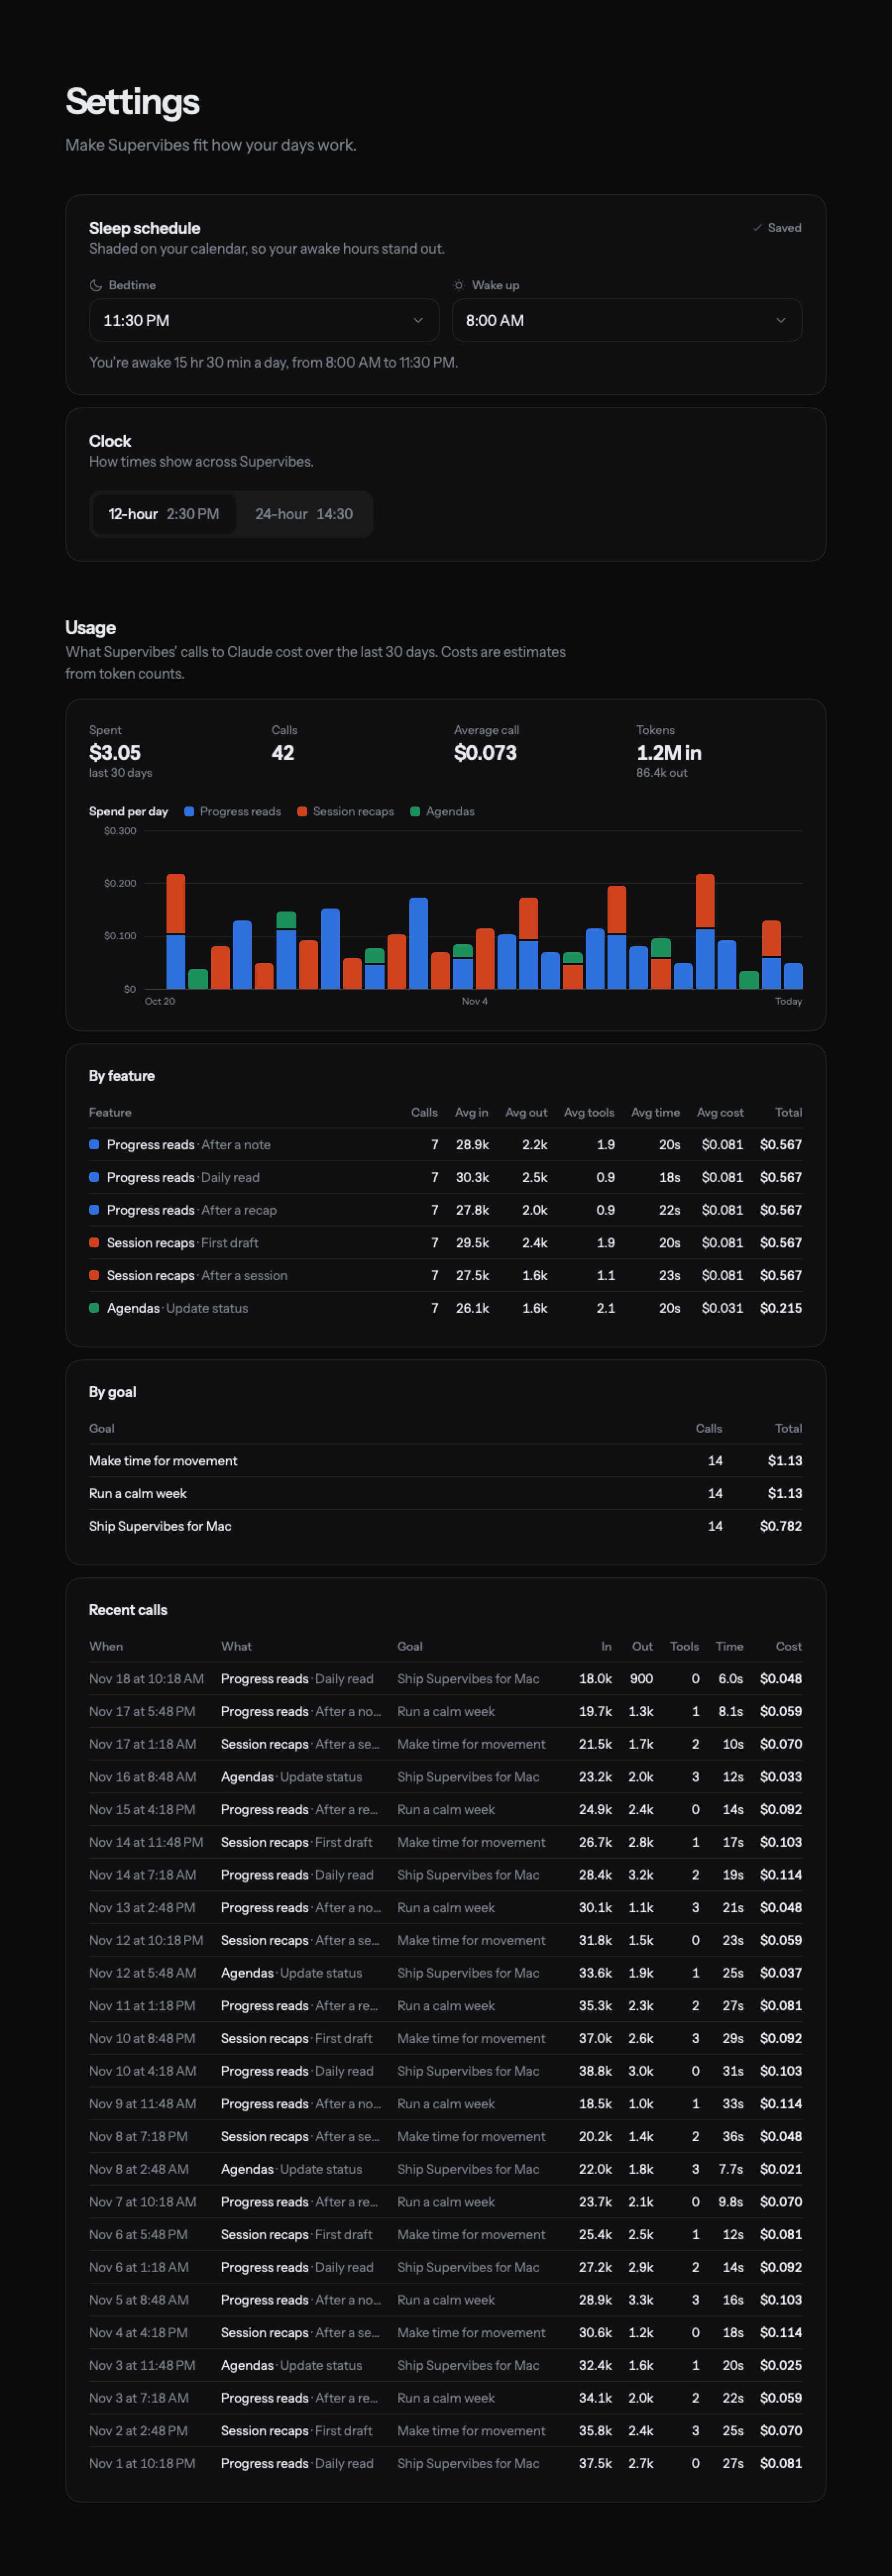 Settings
Make Supervibes fit how your days work.
Sleep schedule
Saved
Shaded on your calendar, so your awake hours stand out.
Bedtime
Wake up
11:30 PM
8:00 AM
You're awake 15 hr 30 min a day, from 8:00 AM to 11:30 PM.
Clock
How times show across Supervibes.
12-hour 2:30 PM 24-hour 14:30
Usage
What Supervibes' calls to Claude cost over the last 30 days. Costs are estimates
from token counts.
Spent Calls Average call Tokens
$3.05 42 $0.073 1.2M in
last 30 days 86.4k out
Spend per day Progress reads Session recaps Agendas
$0.300
$0.200
$0.100
$0
Oct 20 Nov 4 Today
By feature
Feature Calls Avg in Avg out Avg tools Avg time Avg cost Total
Progress reads · After a note 7 28.9k 2.2k 1.9 20s $0.081 $0.567
Progress reads · Daily read 7 30.3k 2.5k 0.9 18s $0.081 $0.567
Progress reads · After a recap 7 27.8k 2.0k 0.9 22s $0.081 $0.567
Session recaps · First draft 7 29.5k 2.4k 1.9 20s $0.081 $0.567
Session recaps · After a session 7 27.5k 1.6k 1.1 23s $0.081 $0.567
Agendas · Update status 7 26.1k 1.6k 2.1 20s $0.031 $0.215
By goal
Goal Calls Total
Make time for movement 14 $1.13
Run a calm week 14 $1.13
Ship Supervibes for Mac 14 $0.782
Recent calls
When What Goal In Out Tools Time Cost
Nov 18 at 10:18 AM Progress reads · Daily read Ship Supervibes for Mac 18.0k 900 0 6.0s $0.048
Nov 17 at 5:48 PM Progress reads · After a no... Run a calm week 19.7k 1.3k 1 8.1s $0.059
Nov 17 at 1:18 AM Session recaps · After a se... Make time for movement 21.5k 1.7k 2 10s $0.070
Nov 16 at 8:48 AM Agendas · Update status Ship Supervibes for Mac 23.2k 2.0k 3 12s $0.033
Nov 15 at 4:18 PM Progress reads · After a re... Run a calm week 24.9k 2.4k 0 14s $0.092
Nov 14 at 11:48 PM Session recaps · First draft Make time for movement 26.7k 2.8k 1 17s $0.103
Nov 14 at 7:18 AM Progress reads · Daily read Ship Supervibes for Mac 28.4k 3.2k 2 19s $0.114
Nov 13 at 2:48 PM Progress reads · After a no... Run a calm week 30.1k 1.1k 3 21s $0.048
Nov 12 at 10:18 PM Session recaps · After a se... Make time for movement 31.8k 1.5k 0 23s $0.059
Nov 12 at 5:48 AM Agendas · Update status Ship Supervibes for Mac 33.6k 1.9k 1 25s $0.037
Nov 11 at 1:18 PM Progress reads · After a re... Run a calm week 35.3k 2.3k 2 27s $0.081
Nov 10 at 8:48 PM Session recaps · First draft Make time for movement 37.0k 2.6k 3 29s $0.092
Nov 10 at 4:18 AM Progress reads · Daily read Ship Supervibes for Mac 38.8k 3.0k 0 31s $0.103
Nov 9 at 11:48 AM Progress reads · After a no... Run a calm week 18.5k 1.0k 1 33s $0.114
Nov 8 at 7:18 PM Session recaps · After a se... Make time for movement 20.2k 1.4k 2 36s $0.048
Nov 8 at 2:48 AM Agendas · Update status Ship Supervibes for Mac 22.0k 1.8k 3 7.7s $0.021
Nov 7 at 10:18 AM Progress reads · After a re... Run a calm week 23.7k 2.1k 0 9.8s $0.070
Nov 6 at 5:48 PM Session recaps · First draft Make time for movement 25.4k 2.5k 1 12s $0.081
Nov 6 at 1:18 AM Progress reads · Daily read Ship Supervibes for Mac 27.2k 2.9k 2 14s $0.092
Nov 5 at 8:48 AM Progress reads · After a no... Run a calm week 28.9k 3.3k 3 16s $0.103
Nov 4 at 4:18 PM Session recaps · After a se... Make time for movement 30.6k 1.2k 0 18s $0.114
Nov 3 at 11:48 PM Agendas · Update status Ship Supervibes for Mac 32.4k 1.6k 1 20s $0.025
Nov 3 at 7:18 AM Progress reads · After a re... Run a calm week 34.1k 2.0k 2 22s $0.059
Nov 2 at 2:48 PM Session recaps · First draft Make time for movement 35.8k 2.4k 3 25s $0.070
Nov 1 at 10:18 PM Progress reads · Daily read Ship Supervibes for Mac 37.5k 2.7k 0 27s $0.081